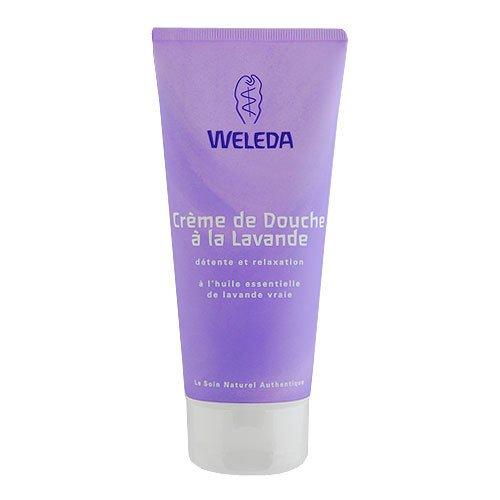 WELEDA
Crème de Douche
à la Lavande
détente et relaxation
à l'huile essentielle
de lavande vraie
Le Soin Naturel Authentique